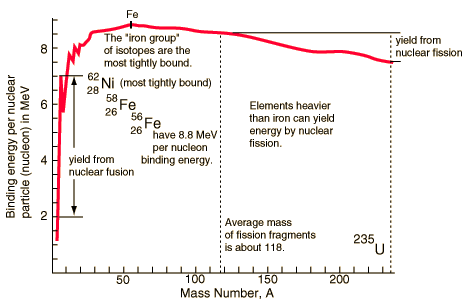 Fe
The "iron group"
of isotopes are the
most tightly bound.
62
28 Ni (most tightly bound)
58
26 Fe
56
26 Fe
have 8.8 MeV
per nucleon
binding energy.
yield from
nuclear fusion
yield from
nuclear fission
Elements heavier
than iron can yield
energy by nuclear
fission.
Average mass
of fission fragments
is about 118.
235 U
Binding energy per nuclear
particle (nucleon) in MeV
8
6
4
2
50
100
150
200
Mass Number, A